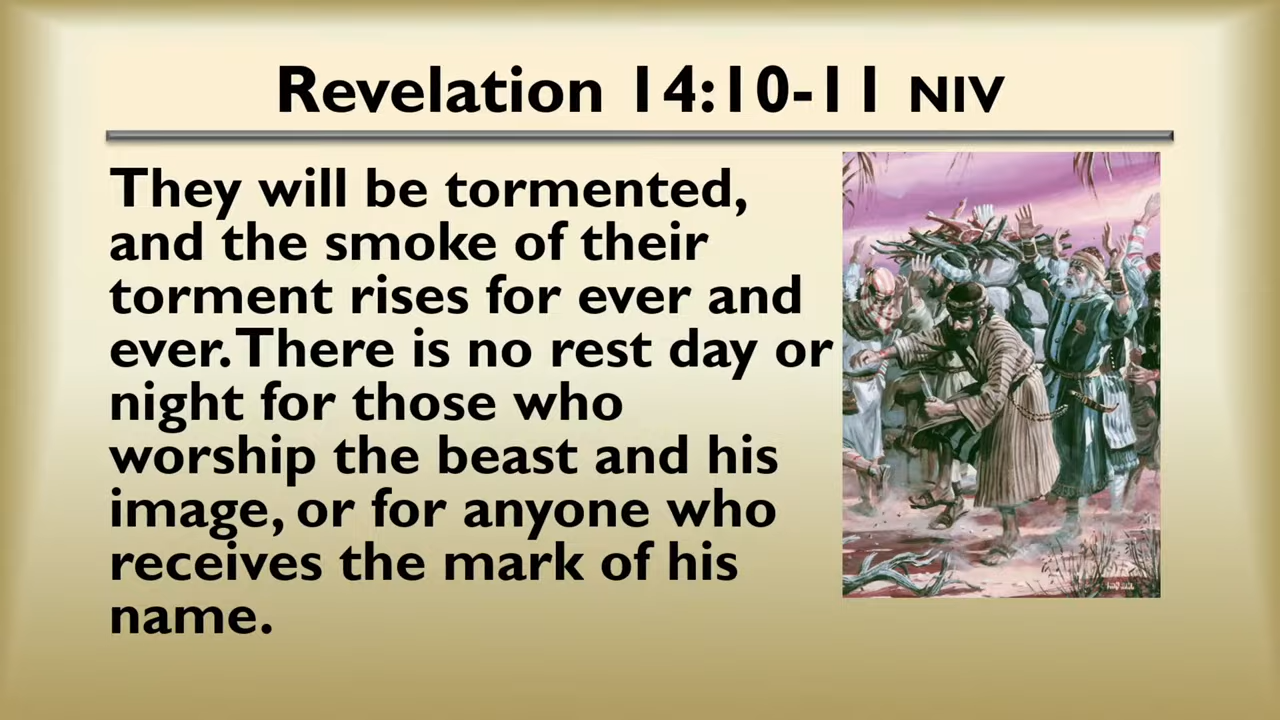 Revelation 14:10-11 NIV
They will be tormented,
and the smoke of their
torment rises for ever and
ever. There is no rest day or
night for those who
worship the beast and his
image, or for anyone who
receives the mark of his
name.